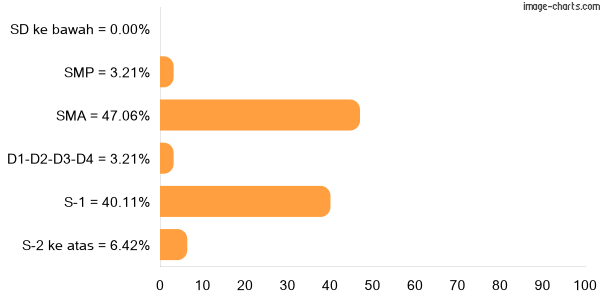 image-charts.com
SD ke bawah = 0.00%
SMP = 3.21%
SMA = 47.06%
D1-D2-D3-D4 = 3.21%
S-1 = 40.11%
S-2 ke atas = 6.42%
0 10 20 30 40 50 60 70 80 90 100